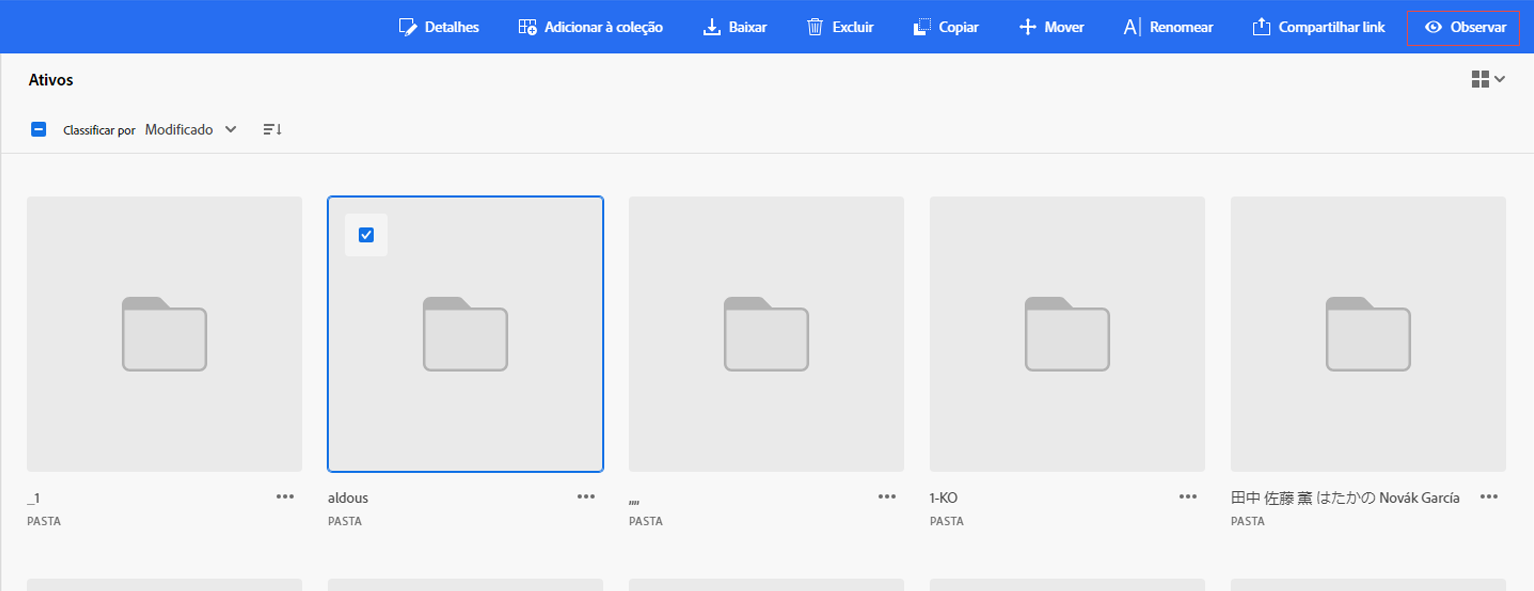 Detalhes Adicionar à coleção Baixar Excluir Copiar Mover Renomear Compartilhar link Observar
Ativos
Classificar por Modificado
_1 aldous ,,,, 1-KO 田中 佐藤 薫 はたかの Novák García
PASTA PASTA PASTA PASTA PASTA